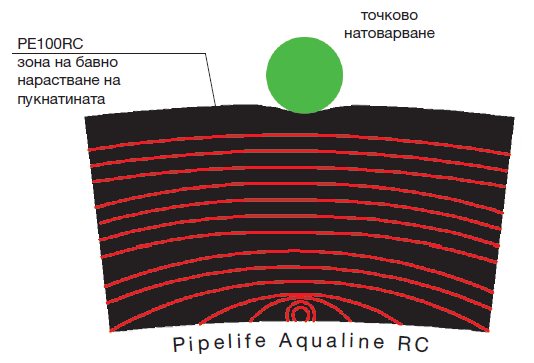 точково
натоварване
PE100RC
зона на бавно
нарастване на
пукнатината
Pipelife Aqualine RC